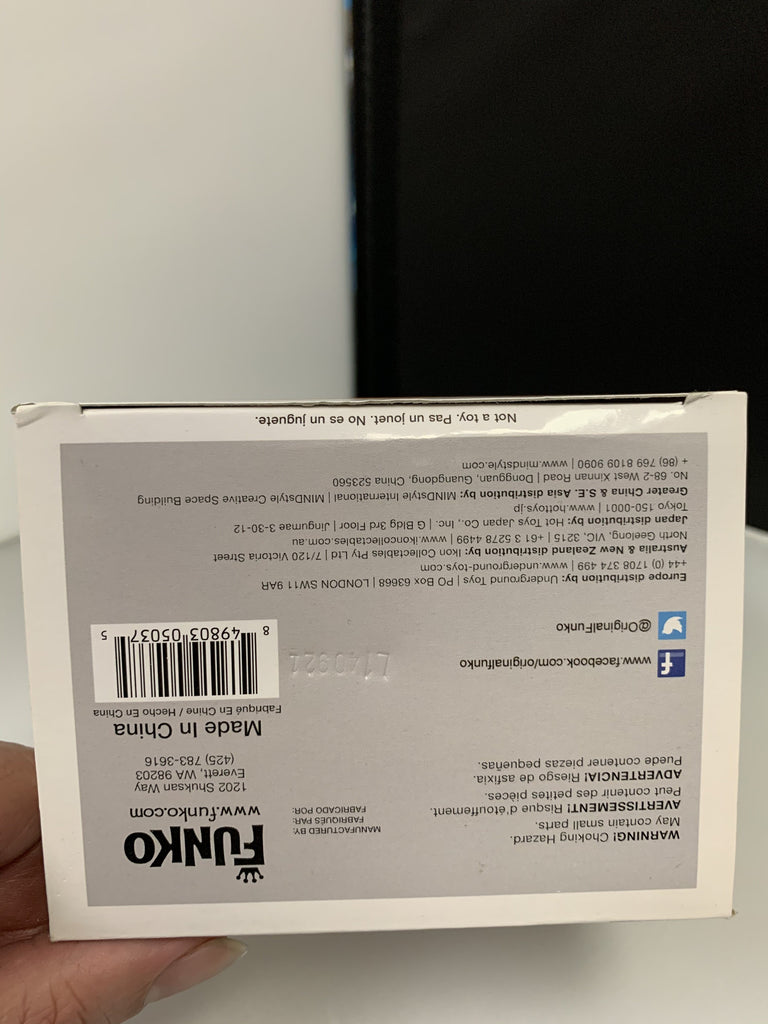 WARNING! Choking Hazard.
May contain small parts.
AVERTISSEMENT! Risque d'étouffement.
Peut contenir des petites pièces.
ADVERTENCIA! Riesgo de asfixia.
Puede contener piezas pequeñas.
MANUFACTURED BY:
FABRIQUÉS PAR:
FABRICADO POR:
FUNKO
www.funko.com
1202 Shuksan Way
Everett, WA 98203
(425) 783-3616
Made In China
Fabriqué En Chine / Hecho En China
8 49803 05037 5
www.facebook.com/originalfunko
@OriginalFunko
Europe distribution by: Underground Toys | PO Box 63668 | LONDON SW11 9AR
+44 (0) 1708 374 499 | www.underground-toys.com
Australia & New Zealand distribution by: Ikon Collectables Pty Ltd | 7/120 Victoria Street
North Geelong, VIC, 3215 | +61 3 5278 6499 | www.ikoncollectables.com.au
Japan distribution by: Hot Toys Japan Co., Inc. | G Bldg 3rd Floor | Jingumae 3-30-12
Tokyo 150-0001 | www.hottoys.jp
Greater China & E.S. Asia distribution by: MINDstyle International | MINDstyle Creative Space Building
No. 68-2 West Xinnan Road | Dongguan, Guangdong, China 523560
+ (86) 769 8109 9090 | www.mindstyle.com
Not a toy. Pas un jouet. No es un juguete.